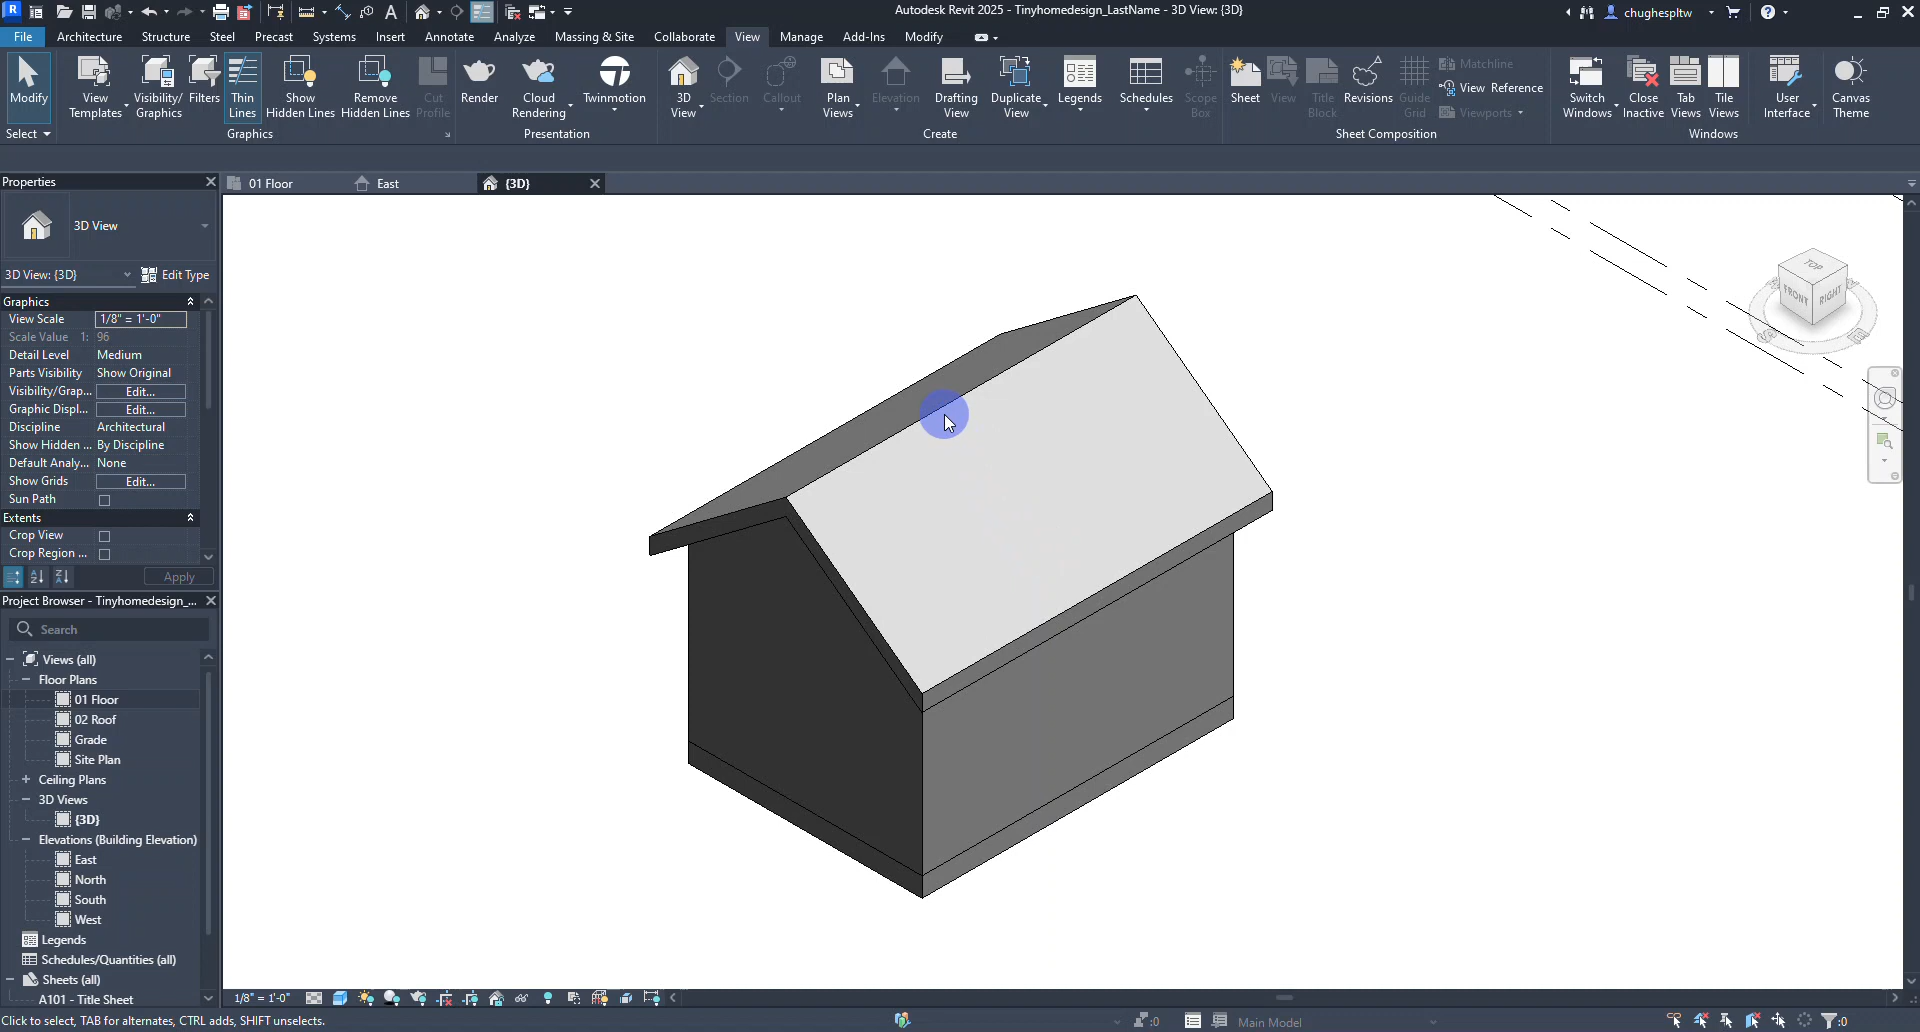 Autodesk Revit 2025 - Tinyhomedesign_LastName - 3D View: {3D}
chughespltw
File Architecture Structure Steel Precast Systems Insert Annotate Analyze Massing & Site Collaborate View Manage Add-Ins Modify
Modify
View Templates
Visibility/ Graphics
Filters
Thin Lines
Show Hidden Lines
Remove Hidden Lines
Cut Profile
Render
Cloud Rendering
Twinmotion
3D View
Section
Callout
Plan Views
Elevation
Drafting View
Duplicate View
Legends
Schedules
Scope Box
Sheet
View
Title Block
Revisions
Guide Grid
Matchline
View Reference
Viewports
Switch Windows
Close Inactive
Tab Views
Tile Views
User Interface
Canvas Theme
Select Graphics Presentation Create Sheet Composition Windows
Properties
01 Floor East {3D}
3D View
3D View: {3D} Edit Type
Graphics
View Scale 1/8" = 1'-0"
Scale Value 1: 96
Detail Level Medium
Parts Visibility Show Original
Visibility/Grap... Edit...
Graphic Displ... Edit...
Discipline Architectural
Show Hidden ... By Discipline
Default Analy... None
Show Grids Edit...
Sun Path
Extents
Crop View
Crop Region ...
Apply
Project Browser - Tinyhomedesign_...
Search
Views (all)
Floor Plans
01 Floor
02 Roof
Grade
Site Plan
Ceiling Plans
3D Views
{3D}
Elevations (Building Elevation)
East
North
South
West
Legends
Schedules/Quantities (all)
Sheets (all)
A101 - Title Sheet
TOP
FRONT RIGHT
1/8" = 1'-0"
Click to select, TAB for alternates, CTRL adds, SHIFT unselects.
:0
Main Model
:0